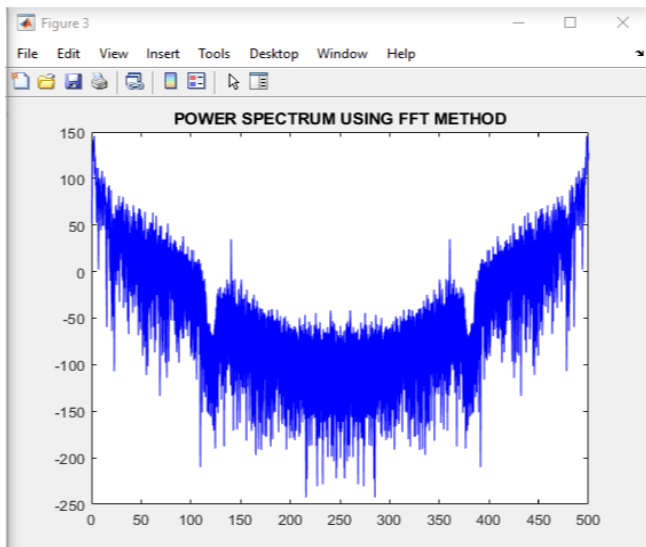 Figure 3
File Edit View Insert Tools Desktop Window Help
POWER SPECTRUM USING FFT METHOD
150
100
50
0
-50
-100
-150
-200
-250
0 50 100 150 200 250 300 350 400 450 500